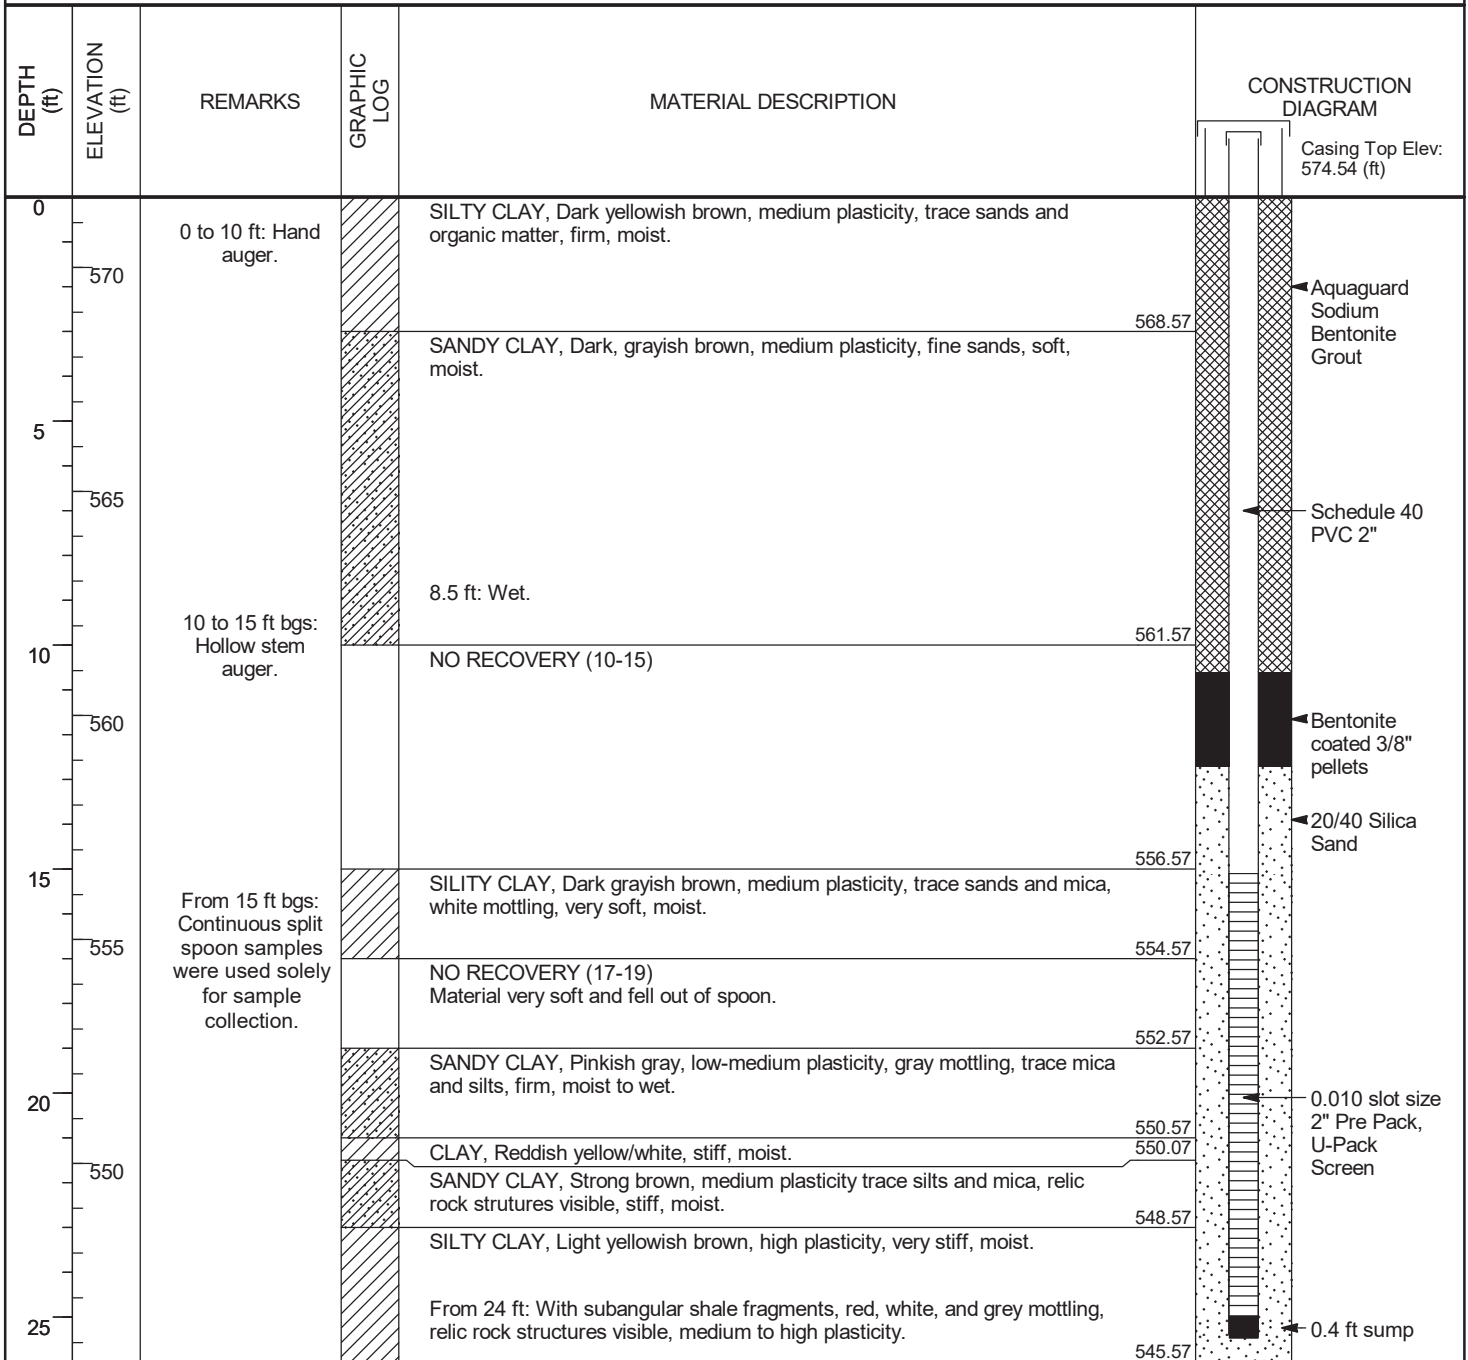 DEPTH
(ft)
ELEVATION
(ft)
REMARKS
GRAPHIC
LOG
MATERIAL DESCRIPTION
CONSTRUCTION
DIAGRAM
Casing Top Elev:
574.54 (ft)
0
5
10
15
20
25
570
565
560
555
550
0 to 10 ft: Hand
auger.
10 to 15 ft bgs:
Hollow stem
auger.
From 15 ft bgs:
Continuous split
spoon samples
were used solely
for sample
collection.
SILTY CLAY, Dark yellowish brown, medium plasticity, trace sands and
organic matter, firm, moist.
568.57
SANDY CLAY, Dark, grayish brown, medium plasticity, fine sands, soft,
moist.
8.5 ft: Wet.
561.57
NO RECOVERY (10-15)
556.57
SILITY CLAY, Dark grayish brown, medium plasticity, trace sands and mica,
white mottling, very soft, moist.
554.57
NO RECOVERY (17-19)
Material very soft and fell out of spoon.
552.57
SANDY CLAY, Pinkish gray, low-medium plasticity, gray mottling, trace mica
and silts, firm, moist to wet.
550.57
CLAY, Reddish yellow/white, stiff, moist.
550.07
SANDY CLAY, Strong brown, medium plasticity trace silts and mica, relic
rock strutures visible, stiff, moist.
548.57
SILTY CLAY, Light yellowish brown, high plasticity, very stiff, moist.
From 24 ft: With subangular shale fragments, red, white, and grey mottling,
relic rock structures visible, medium to high plasticity.
545.57
Aquaguard
Sodium
Bentonite
Grout
Schedule 40
PVC 2"
Bentonite
coated 3/8"
pellets
20/40 Silica
Sand
0.010 slot size
2" Pre Pack,
U-Pack
Screen
0.4 ft sump